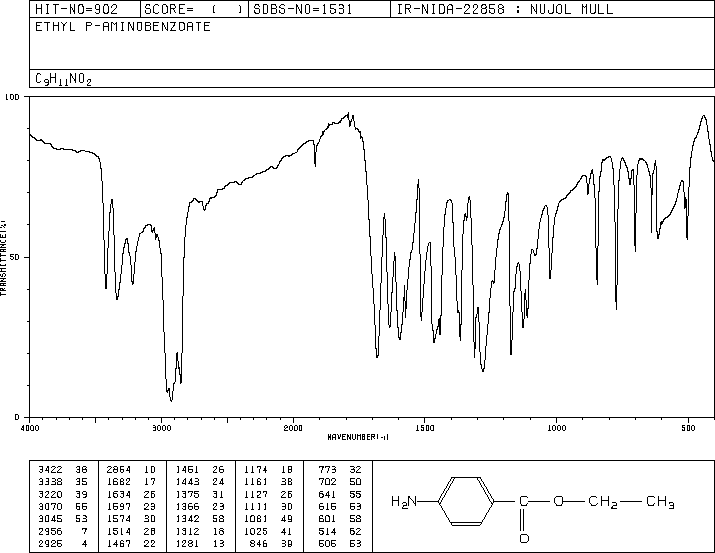 HIT-NO=902 SCORE= ( ) SDBS-NO=1531 IR-NIDA-22858 : NUJOL MULL
ETHYL P-AMINOBENZOATE
C9H11NO2
100
50
0
TRANSMITTANCE(%)
4000 3000 2000 1500 1000 500
WAVENUMBER(-1)
3422 36 2854 10 1461 26 1174 18 773 32
3338 35 1682 17 1443 24 1161 38 702 50
3220 39 1634 26 1375 31 1127 26 641 55
3070 55 1597 23 1366 23 1111 30 615 53
3045 53 1574 30 1342 58 1081 49 601 58
2956 7 1514 28 1312 18 1025 41 514 62
2925 4 1467 22 1281 13 846 39 505 53
H2N C O CH2 CH3
O